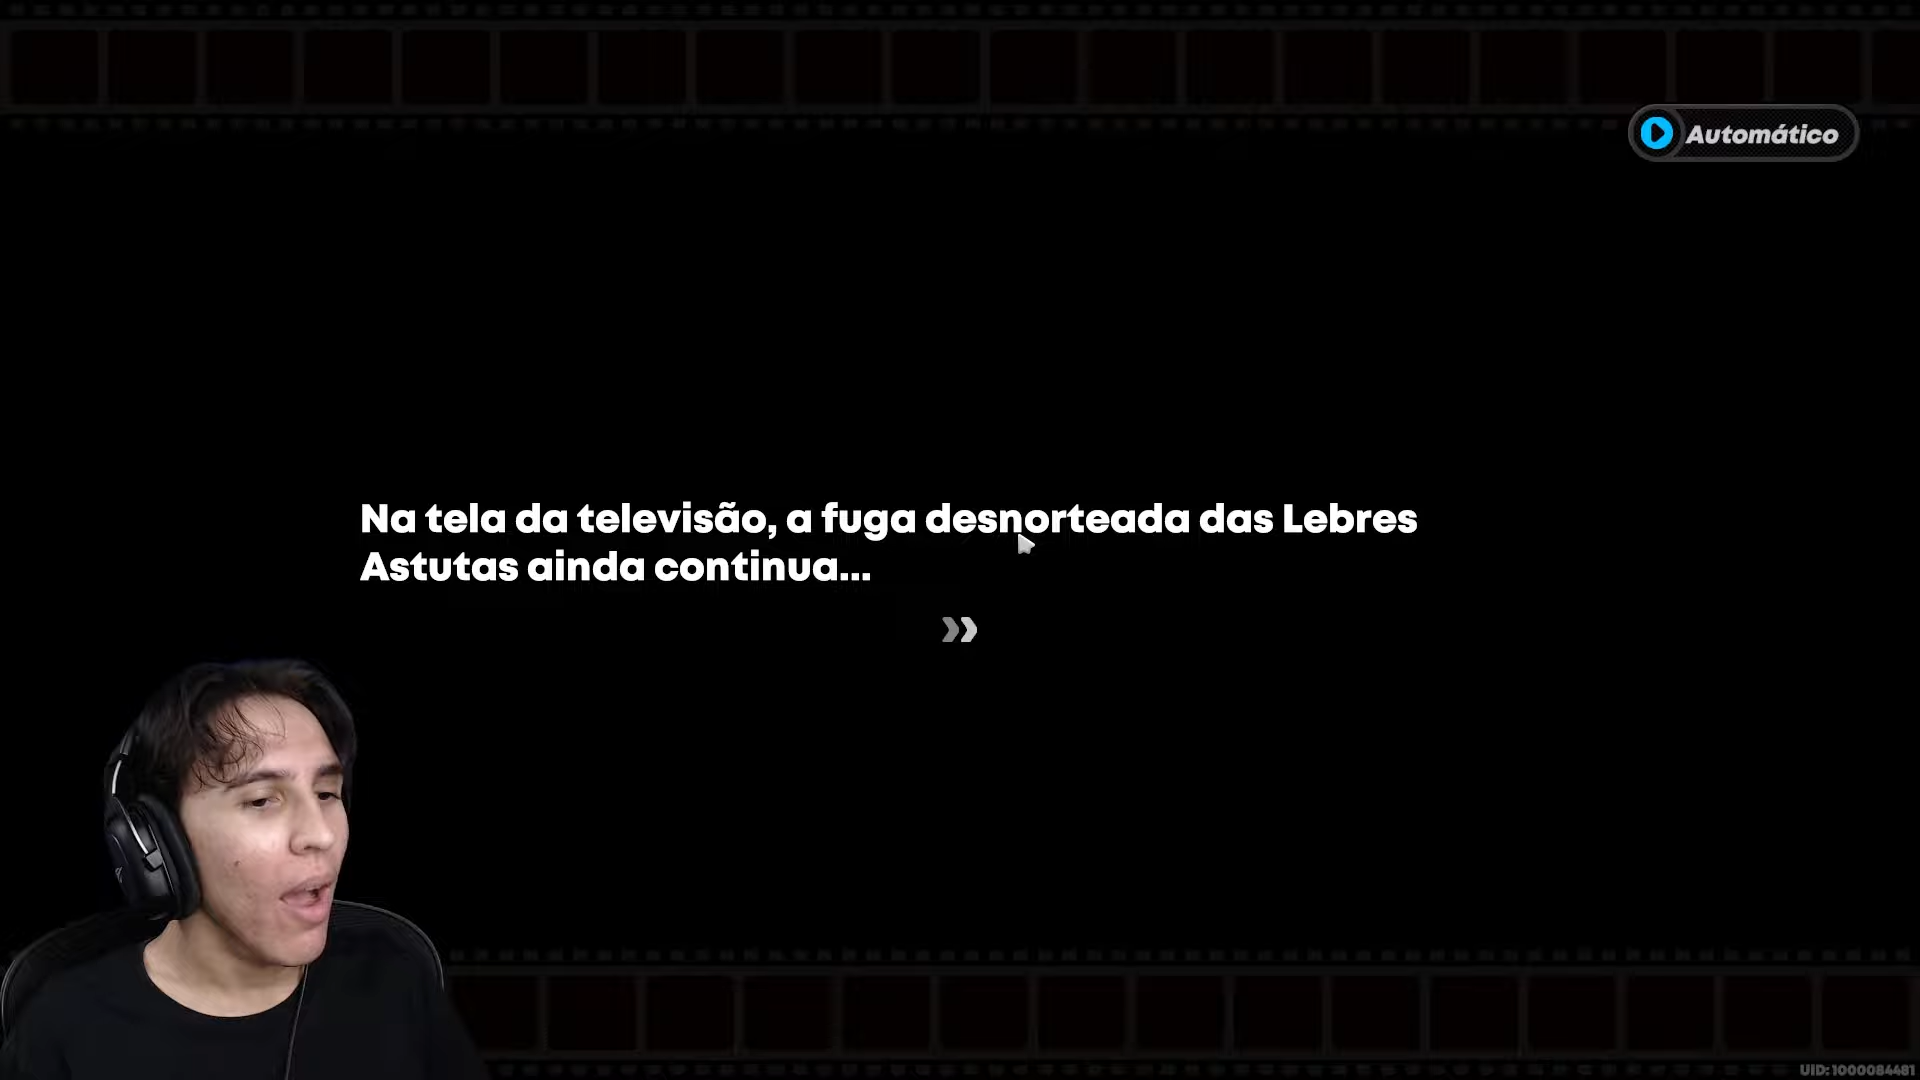 Automático
Na tela da televisão, a fuga desnorteada das Lebres
Astutas ainda continua...
UID: 1000084481